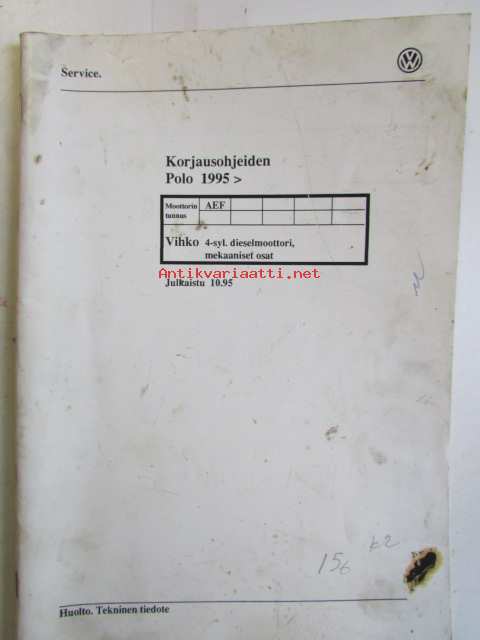 Service.
Korjausohjeiden
Polo 1995 >
Moottorin tunnus AEF
Vihko 4-syl. dieselmoottori,
mekaaniset osat
Antikvariaatti.net
Julkaistu 10.95
k2
156
Huolto. Tekninen tiedote